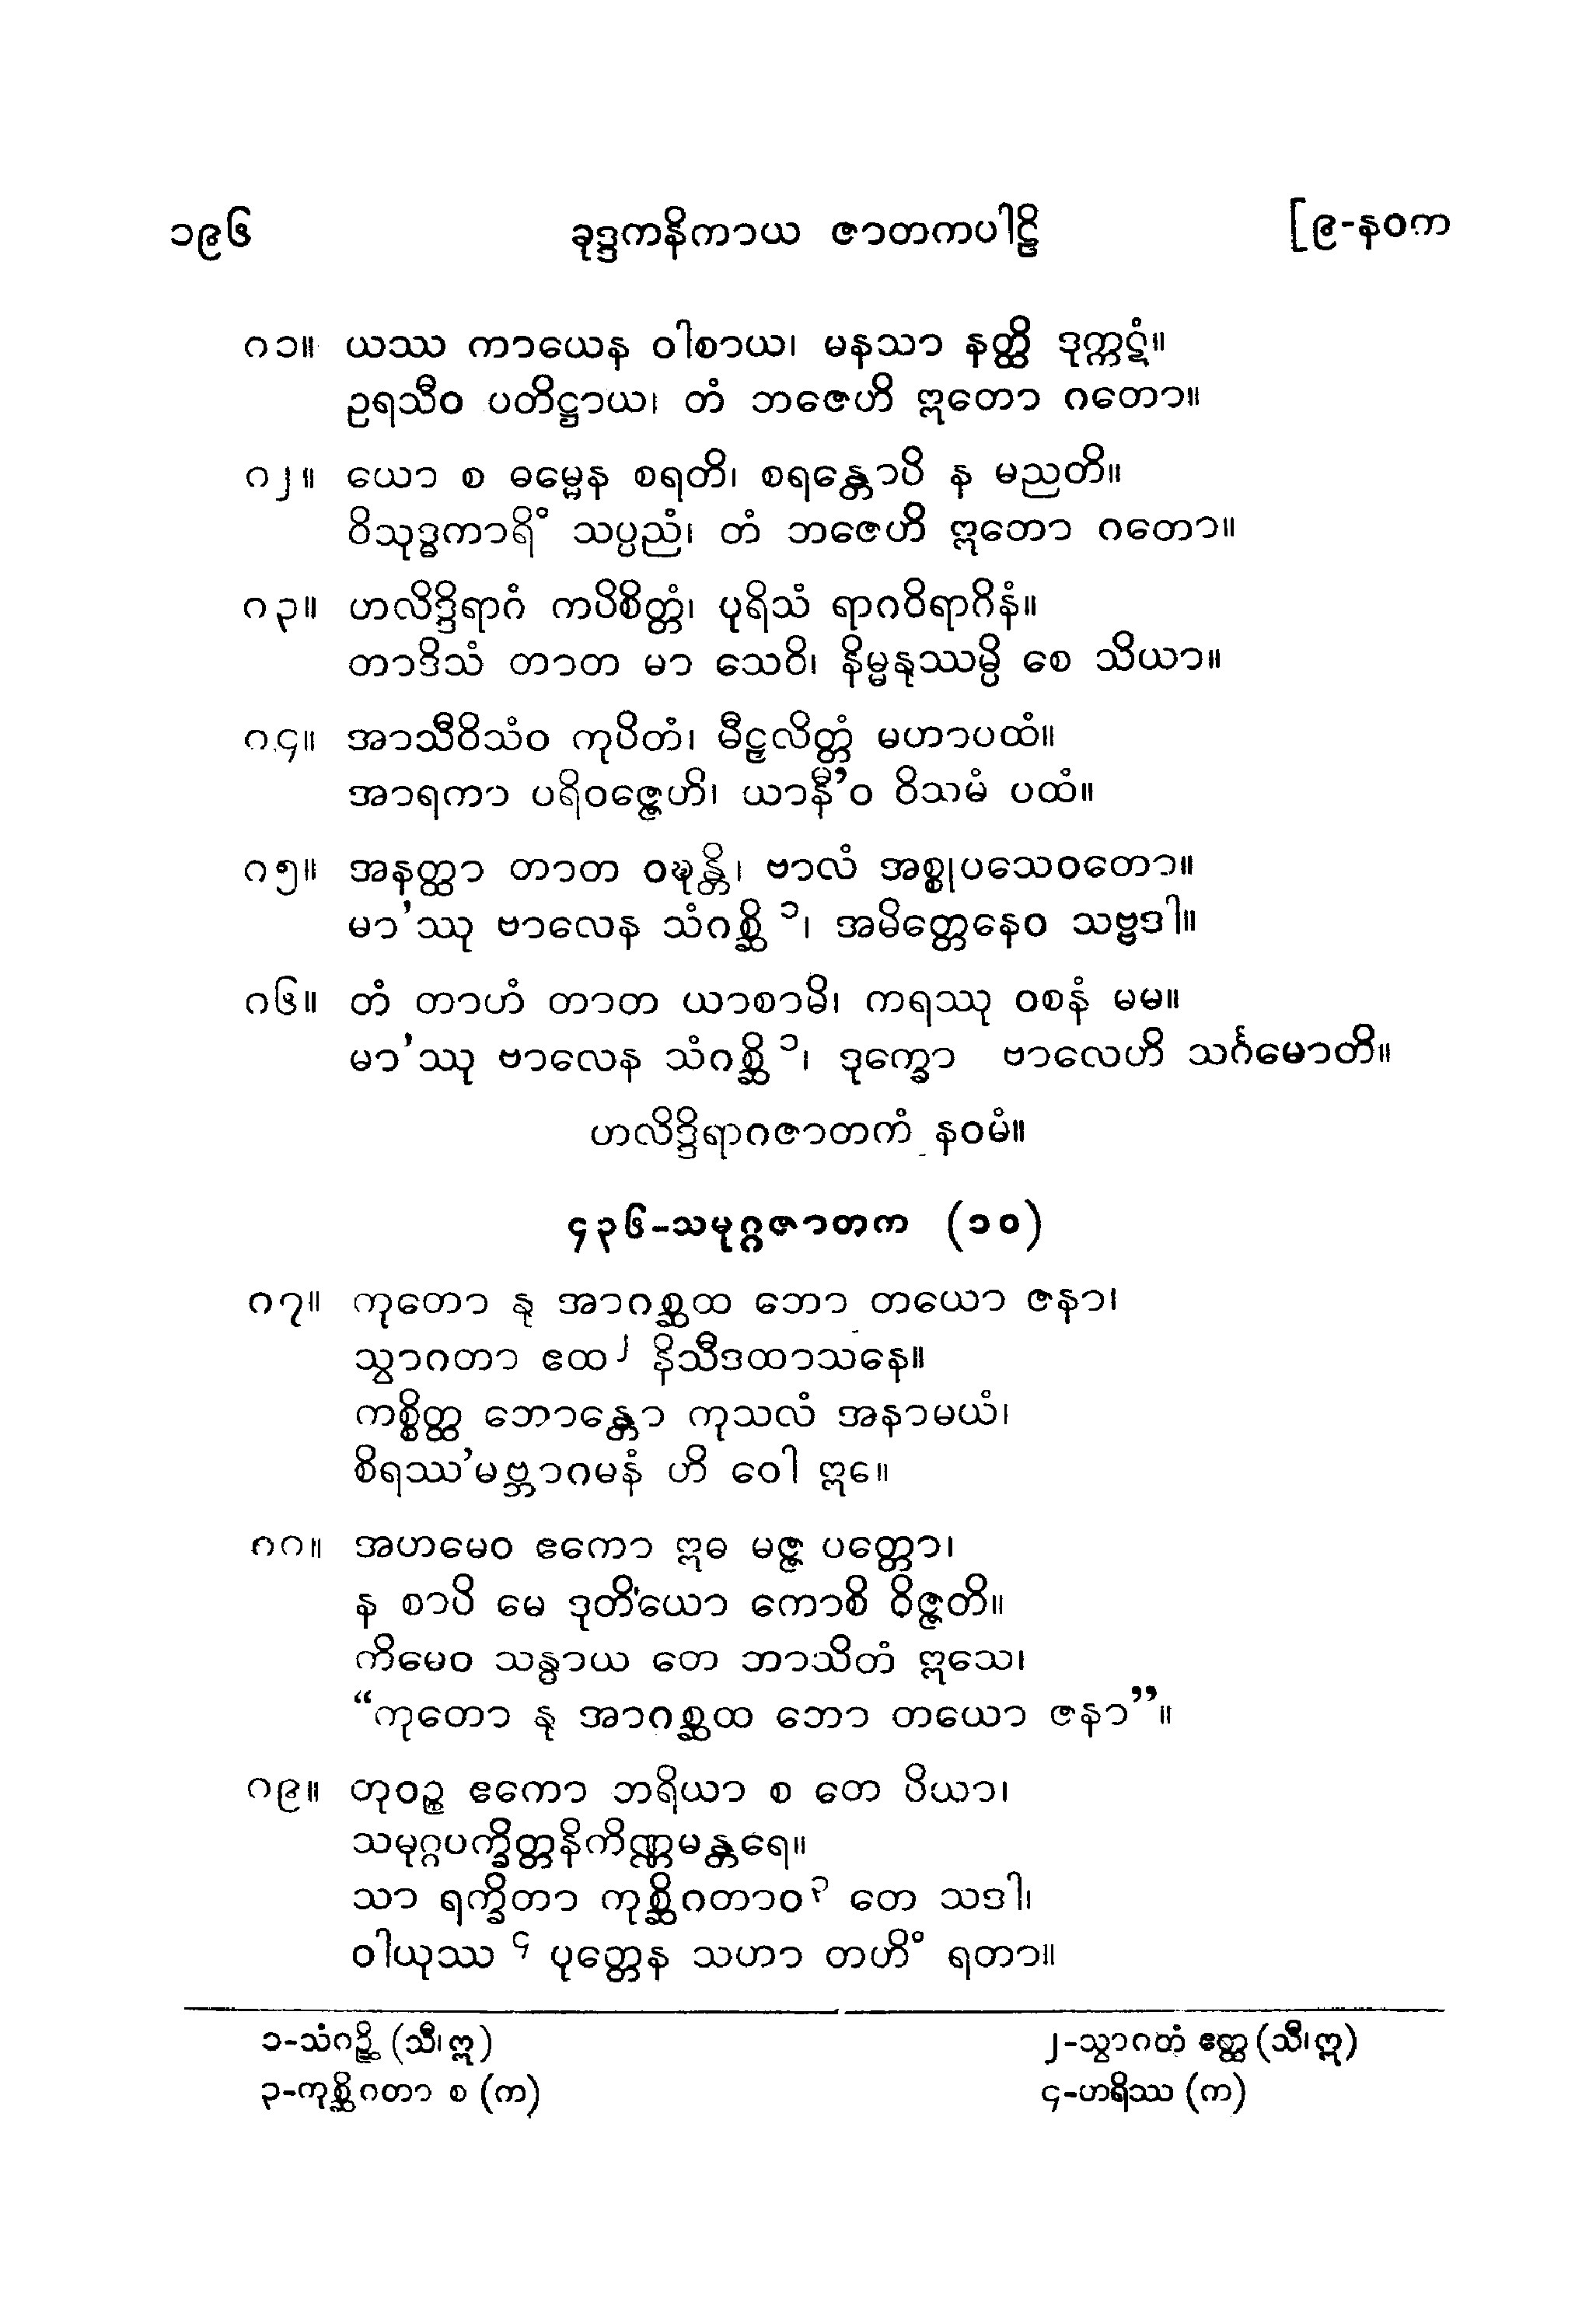 ၁၉၆ ခုဒ္ဒကနိကာယ ဇာတကပါဠိ [၉-နဝက
၈၁။ ယဿ ကာယေန ဝါစာယ၊ မနသာ နတ္ထိ ဒုက္ကဋံ။
ဥရသီဝ ပတိဋ္ဌာယ၊ တံ ဘဇေဟိ ဣတော ဂတော။
၈၂။ ယော စ ဓမ္မေန စရတိ၊ စရန္တောပိ န မညတိ။
ဝိသုဒ္ဓကာရိံ သပ္ပညံ၊ တံ ဘဇေဟိ ဣတော ဂတော။
၈၃။ ဟလိဒ္ဒိရာဂံ ကပိစိတ္တံ၊ ပုရိသံ ရာဂဝိရာဂိနံ။
တာဒိသံ တာတ မာ သေဝိ၊ နိမ္မနုဿမ္ပိ စေ သိယာ။
၈၄။ အာသီဝိသံဝ ကုပိတံ၊ မီဠှလိတ္တံ မဟာပထံ။
အာရကာ ပရိဝဇ္ဇေဟိ၊ ယာနီ’ဝ ဝိသမံ ပထံ။
၈၅။ အနတ္ထာ တာတ ဝဍ္ဎန္တိ၊ ဗာလံ အစ္စုပသေဝတော။
မာ’ဿု ဗာလေန သံဂစ္ဆိ ၁၊ အမိတ္တေနေဝ သဗ္ဗဒါ။
၈၆။ တံ တာဟံ တာတ ယာစာမိ၊ ကရဿု ဝစနံ မမ။
မာ’ဿု ဗာလေန သံဂစ္ဆိ ၁၊ ဒုက္ခော ဗာလေဟိ သင်္ဂမောတိ။
ဟလိဒ္ဒိရာဂဇာတကံ နဝမံ။
၄၃၆-သမုဂ္ဂဇာတက (၁၀)
၈၇။ ကုတော နု အာဂစ္ဆထ ဘော တယော ဇနာ၊
သွာဂတာ ဧထ၂ နိသီဒထာသနေ။
ကစ္စိတ္ထ ဘောန္တော ကုသလံ အနာမယံ၊
စိရဿ’မဗ္ဘာဂမနံ ဟိ ဝေါ ဣဓ။
၈၈။ အဟမေဝ ဧကော ဣဓ မဇ္ဇ ပတ္တော၊
န စာပိ မေ ဒုတိယော ကောစိ ဝိဇ္ဇတိ။
ကိမေဝ သန္ဓာယ တေ ဘာသိတံ ဣသေ၊
“ကုတော နု အာဂစ္ဆထ ဘော တယော ဇနာ”။
၈၉။ တုဝဉ္စ ဧကော ဘရိယာ စ တေ ပိယာ၊
သမုဂ္ဂပက္ခိတ္တနိကိဏ္ဏမန္တရေ။
သာ ရက္ခိတာ ကုစ္ဆိဂတာဝ၃ တေ သဒါ၊
ဝါယုဿ ၄ ပုတ္တေန သဟာ တဟိံ ရတာ။
၁-သံဂဉ္ဆိ (သီ၊ဣ) ၂-သွာဂတံ ဧတ္ထ (သီ၊ဣ)
၃-ကုစ္ဆိဂတာ စ (က) ၄-ဟရိဿ (က)